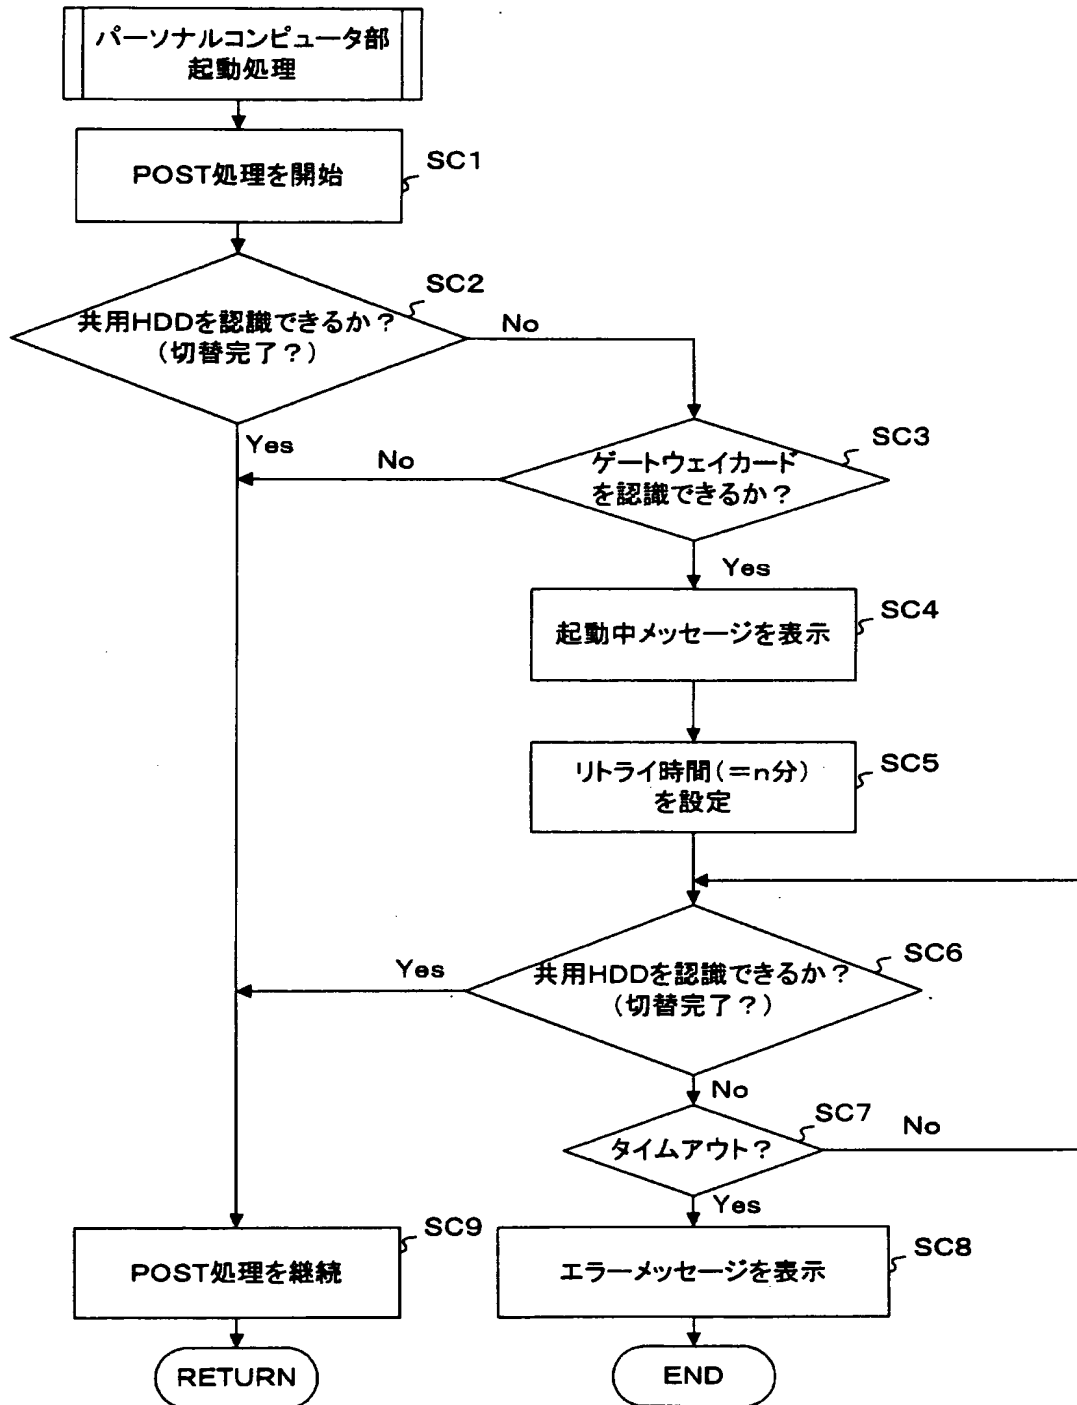 パーソナルコンピュータ部
起動処理
POST処理を開始
SC1
共用HDDを認識できるか？
(切替完了？)
SC2
No
Yes
ゲートウェイカード
を認識できるか？
SC3
No
Yes
起動中メッセージを表示
SC4
リトライ時間(＝n分)
を設定
SC5
共用HDDを認識できるか？
(切替完了？)
SC6
Yes
No
タイムアウト？
SC7
No
Yes
POST処理を継続
SC9
エラーメッセージを表示
SC8
RETURN
END